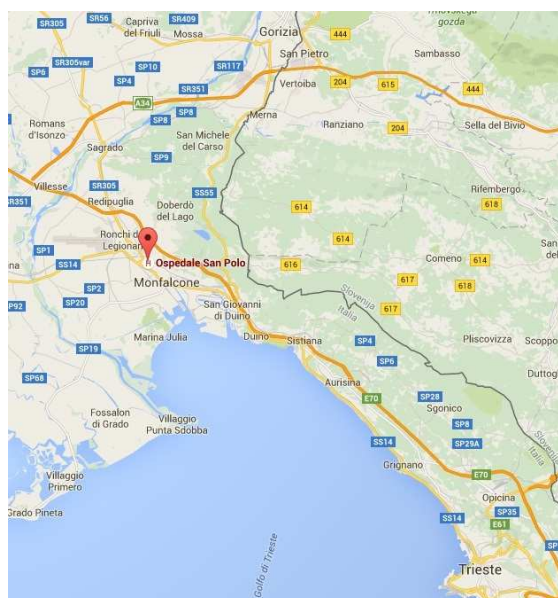 SR305
SR56
SR409
Capriva
del Friuli
Mossa
Gorizia
444
San Pietro
Sambasso
SP6
SR305var
SP10
SP4
SR117
Vertoiba
204
615
444
A34
SR351
SP8
SP8
Merna
Romans
d'Isonzo
Ranziano
204
Sella del Bivio
San Michele
del Carso
Sagrado
SP9
Villesse
SR305
SS55
Rifembergo
SR351
Redipuglia
Doberdò
del Lago
614
618
Ronchi dei
Legionari
614
SP1
SS14
Ospedale San Polo
616
Comeno
614
SP2
Monfalcone
617
618
SP92
SP20
San Giovanni
di Duino
Slovenija
Italia
617
Marina Julia
Duino
Sistiana
SP4
Pliscovizza
SP19
SP6
SP68
Aurisina
E70
SP28
Sgonico
Fossalon
di Grado
Villaggio
Punta Sdobba
SP8
SS14
SP29A
Slovenija
Italia
Villaggio
Primero
Grignano
E70
Opicina
Grado Pineta
SS14
SP35
E61
Golfo di Trieste
Trieste